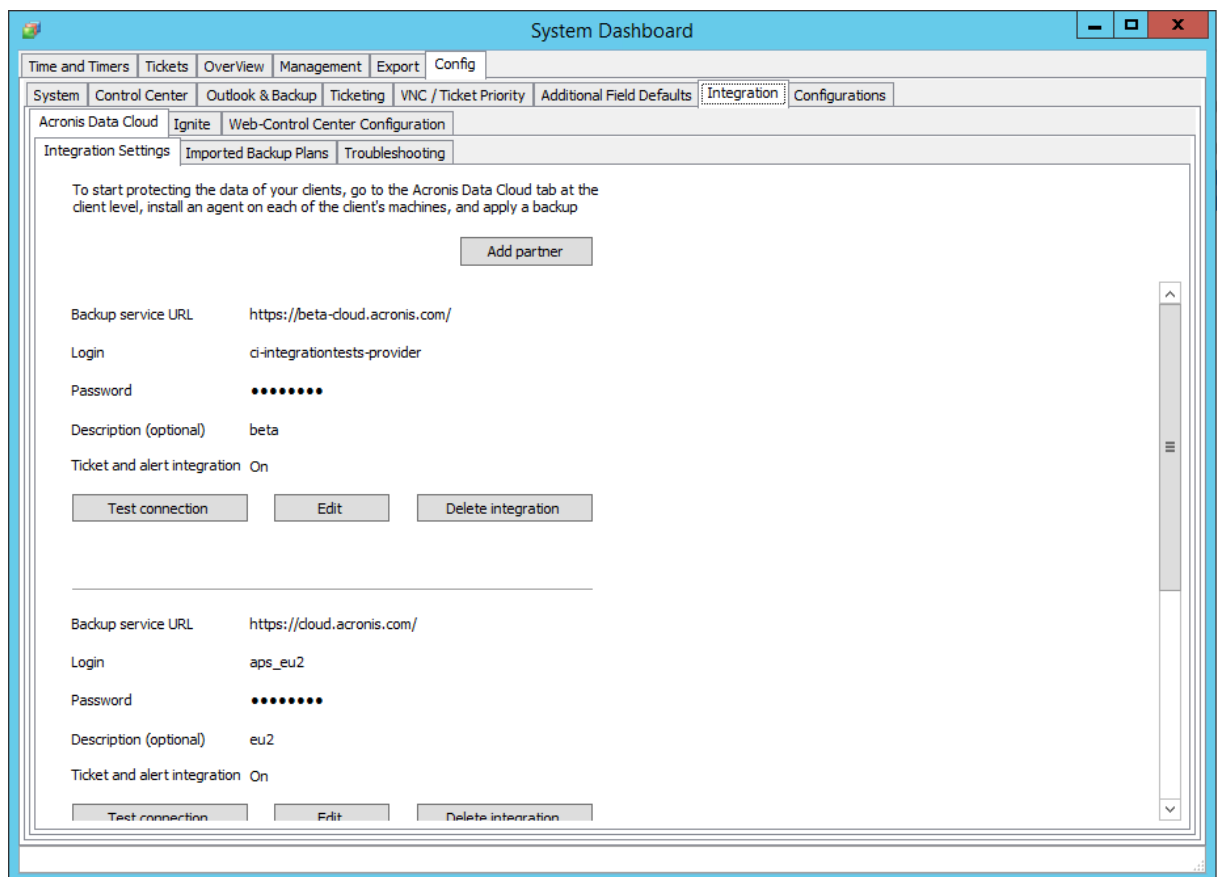 System Dashboard
Time and Timers Tickets OverView Management Export Config
System Control Center Outlook & Backup Ticketing VNC / Ticket Priority Additional Field Defaults Integration Configurations
Acronis Data Cloud Ignite Web-Control Center Configuration
Integration Settings Imported Backup Plans Troubleshooting
To start protecting the data of your clients, go to the Acronis Data Cloud tab at the
client level, install an agent on each of the client's machines, and apply a backup
Add partner
Backup service URL https://beta-cloud.acronis.com/
Login ci-integrationtests-provider
Password ●●●●●●●●
Description (optional) beta
Ticket and alert integration On
Test connection Edit Delete integration
Backup service URL https://cloud.acronis.com/
Login aps_eu2
Password ●●●●●●●●
Description (optional) eu2
Ticket and alert integration On
Test connection Edit Delete integration